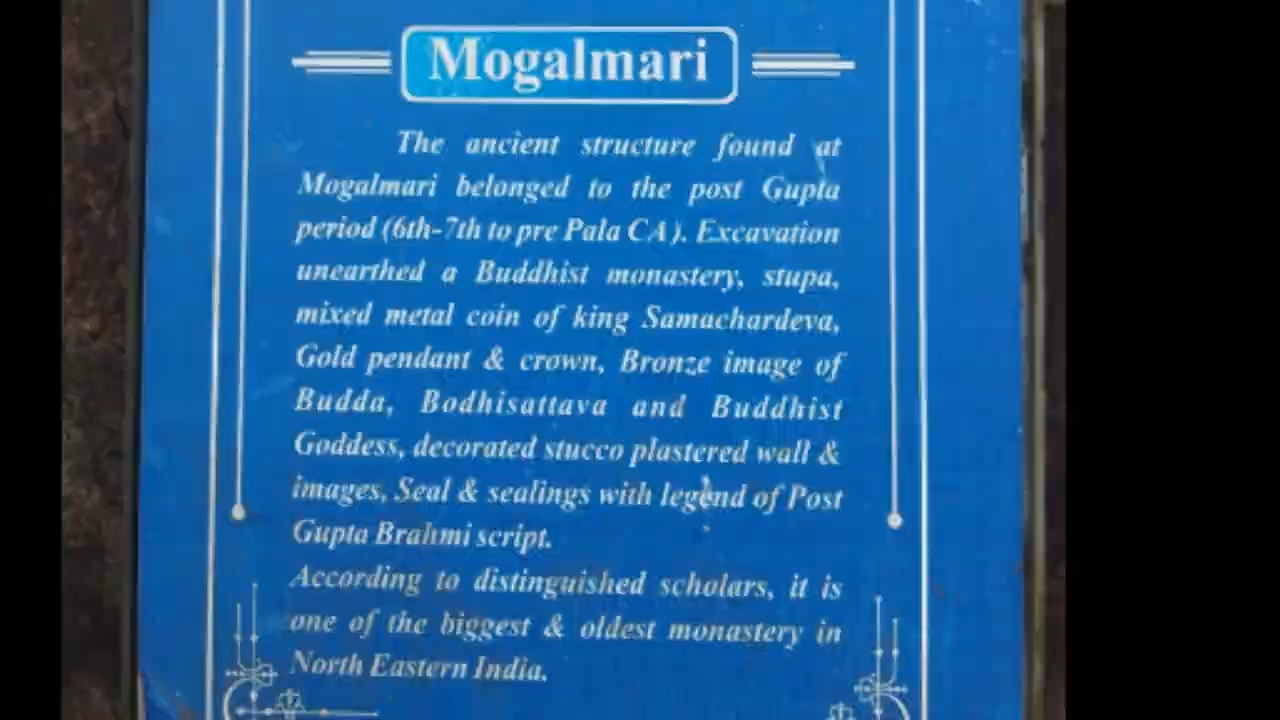 Mogalmari
The ancient structure found at
Mogalmari belonged to the post Gupta
period (6th-7th to pre Pala CA). Excavation
unearthed a Buddhist monastery, stupa,
mixed metal coin of king Samachardeva,
Gold pendant & crown, Bronze image of
Budda, Bodhisattava and Buddhist
Goddess, decorated stucco plastered wall &
images, Seal & sealings with legend of Post
Gupta Brahmi script.
According to distinguished scholars, it is
one of the biggest & oldest monastery in
North Eastern India.